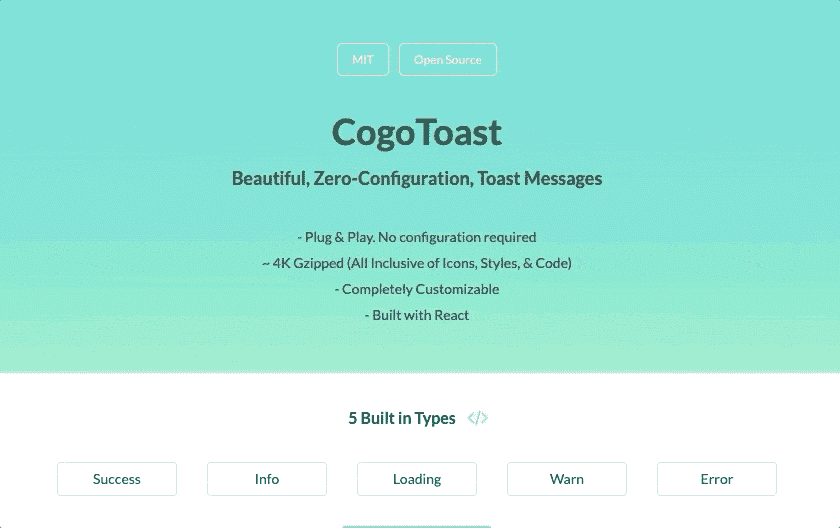 MIT
Open Source
CogoToast
Beautiful, Zero-Configuration, Toast Messages
- Plug & Play. No configuration required
~ 4K Gzipped (All Inclusive of Icons, Styles, & Code)
- Completely Customizable
- Built with React
5 Built in Types </>
Success
Info
Loading
Warn
Error